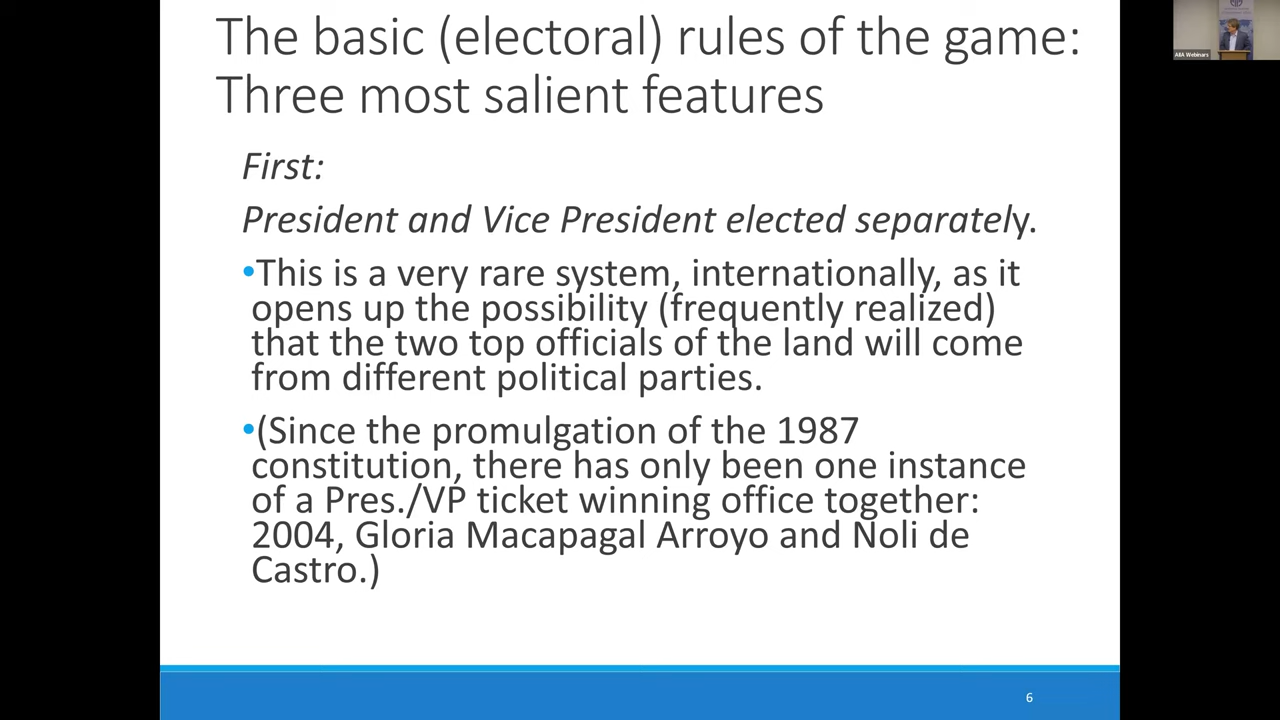 The basic (electoral) rules of the game:
Three most salient features
First:
President and Vice President elected separately.
•This is a very rare system, internationally, as it
opens up the possibility (frequently realized)
that the two top officials of the land will come
from different political parties.
•(Since the promulgation of the 1987
constitution, there has only been one instance
of a Pres./VP ticket winning office together:
2004, Gloria Macapagal Arroyo and Noli de
Castro.)
6
AIIA Webinars